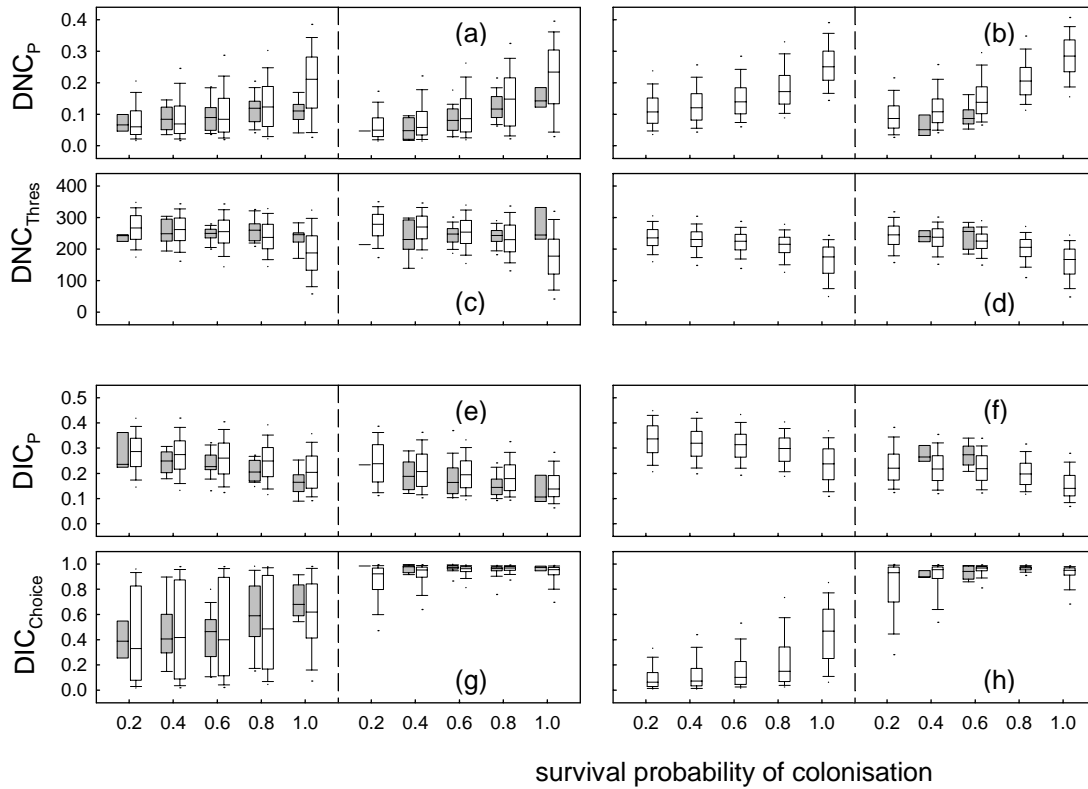 DNC_P
0.4
0.3
0.2
0.1
0.0
(a)
(b)
DNC_Thres
400
300
200
100
0
(c)
(d)
DIC_P
0.5
0.4
0.3
0.2
0.1
0.0
(e)
(f)
DIC_Choice
1.0
0.8
0.6
0.4
0.2
0.0
(g)
(h)
0.2 0.4 0.6 0.8 1.0 0.2 0.4 0.6 0.8 1.0 0.2 0.4 0.6 0.8 1.0 0.2 0.4 0.6 0.8 1.0
survival probability of colonisation